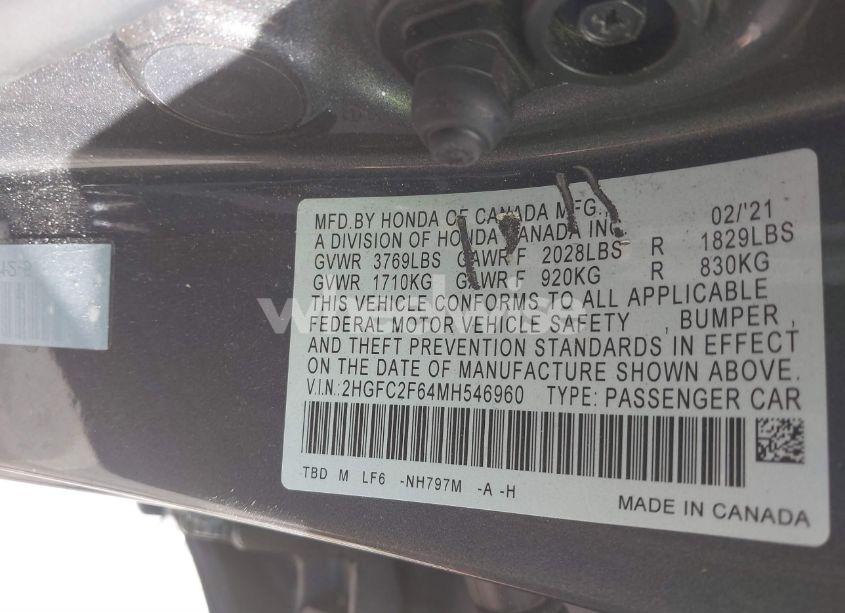 MFD.BY HONDA OF CANADA MFG., 02/'21
A DIVISION OF HONDA CANADA INC
GVWR 3769LBS GAWR F 2028LBS R 1829LBS
GVWR 1710KG GAWR F 920KG R 830KG
THIS VEHICLE CONFORMS TO ALL APPLICABLE
FEDERAL MOTOR VEHICLE SAFETY , BUMPER ,
AND THEFT PREVENTION STANDARDS IN EFFECT
ON THE DATE OF MANUFACTURE SHOWN ABOVE.
V.I.N.:2HGFC2F64MH546960 TYPE: PASSENGER CAR
TBD M LF6 -NH797M -A -H
MADE IN CANADA